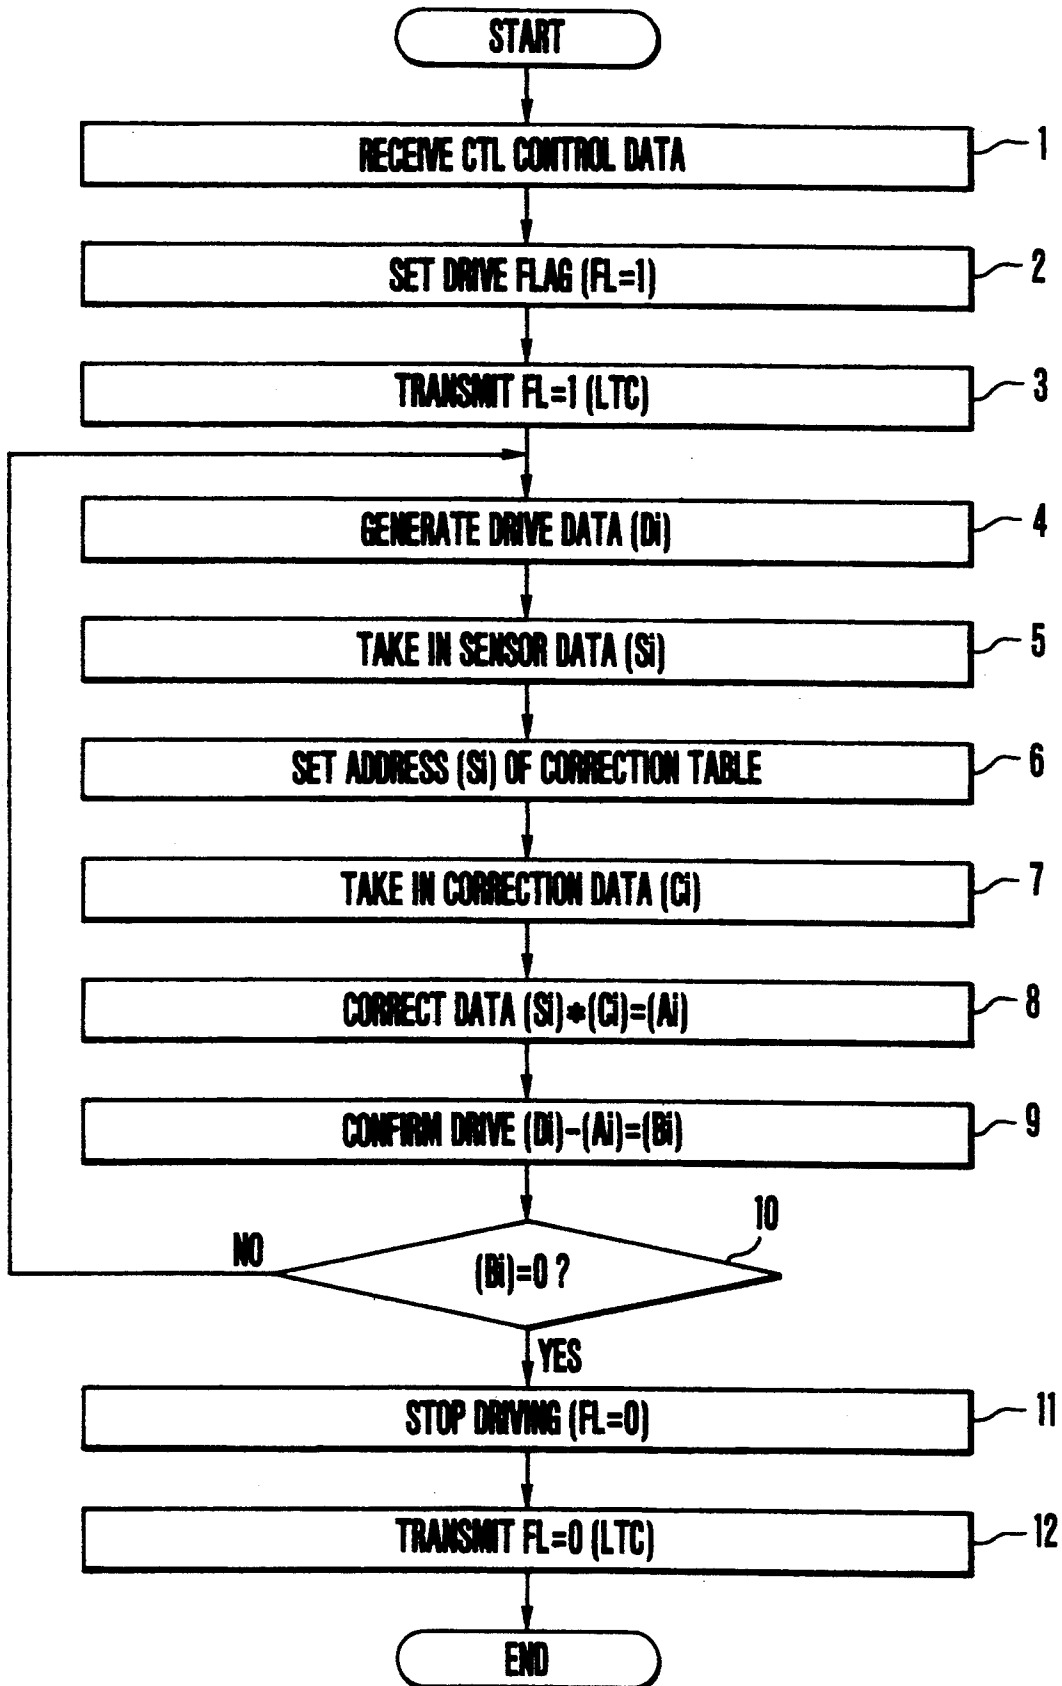 START
RECEIVE CTL CONTROL DATA
1
SET DRIVE FLAG (FL=1)
2
TRANSMIT FL=1 (LTC)
3
GENERATE DRIVE DATA (Di)
4
TAKE IN SENSOR DATA (Si)
5
SET ADDRESS (Si) OF CORRECTION TABLE
6
TAKE IN CORRECTION DATA (Ci)
7
CORRECT DATA (Si)*(Ci)=(Ai)
8
CONFIRM DRIVE (Di)-(Ai)=(Bi)
9
10
NO
(Bi)=0 ?
YES
STOP DRIVING (FL=0)
11
TRANSMIT FL=0 (LTC)
12
END